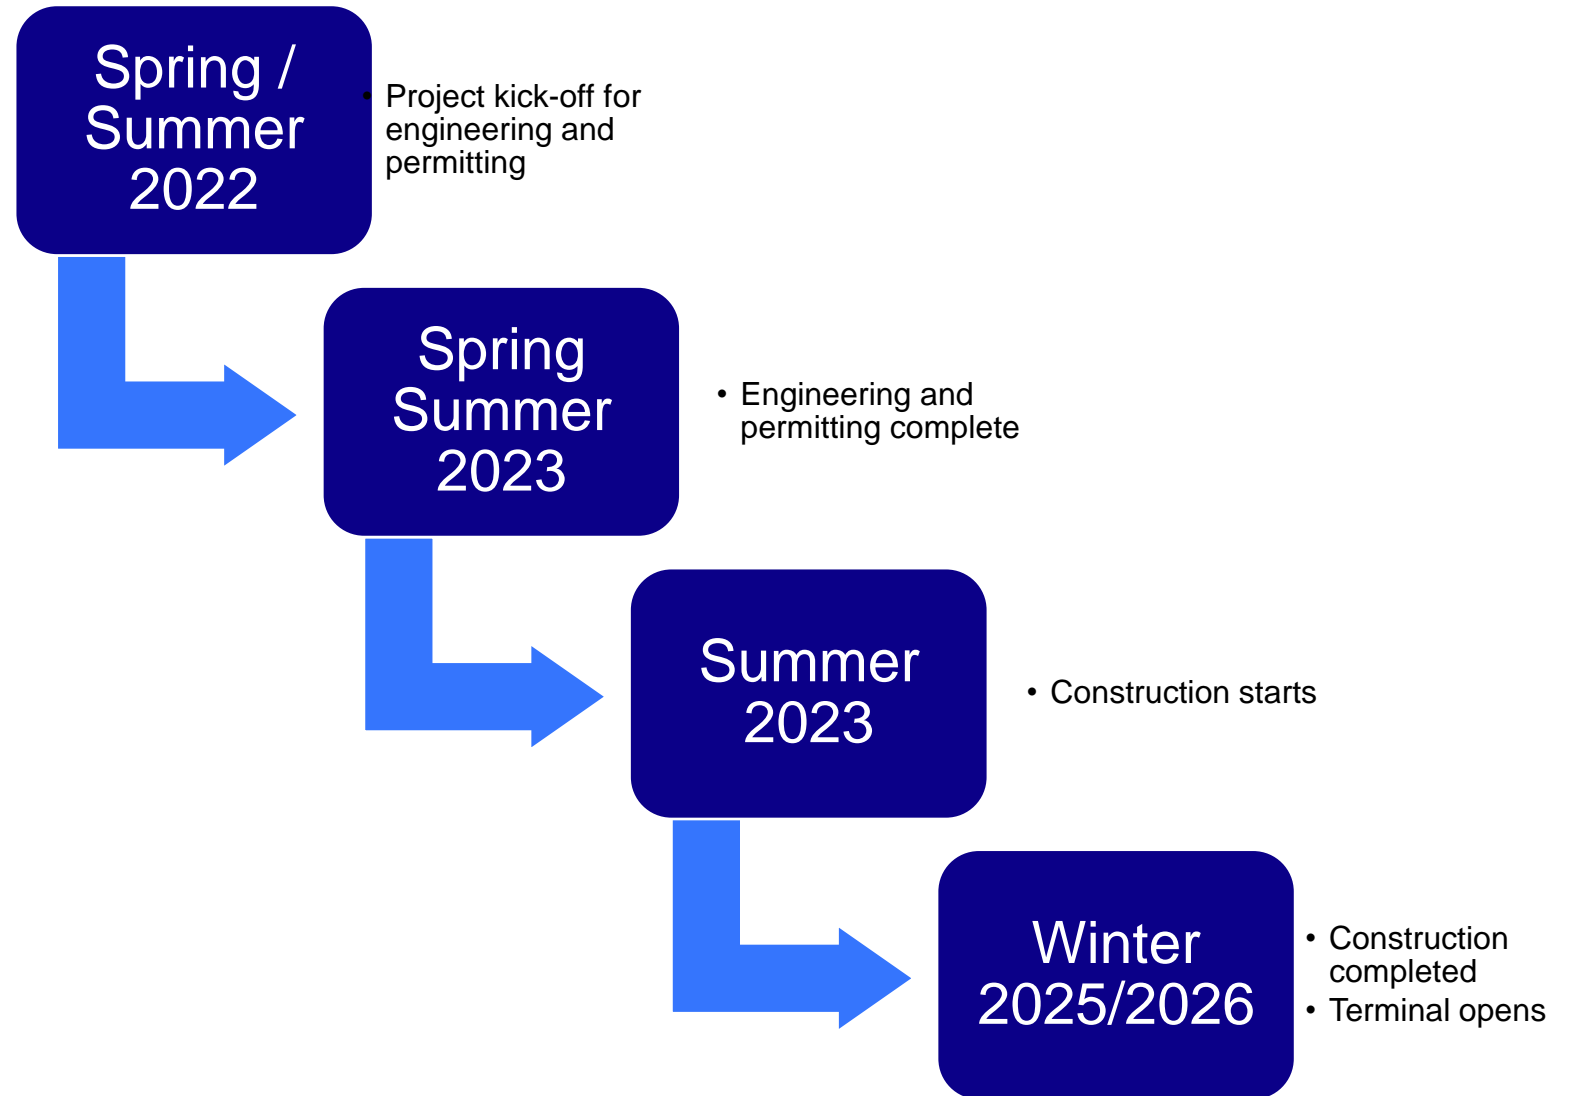 Spring /
Summer
2022
• Project kick-off for
engineering and
permitting
Spring
Summer
2023
• Engineering and
permitting complete
Summer
2023
• Construction starts
Winter
2025/2026
• Construction
completed
• Terminal opens